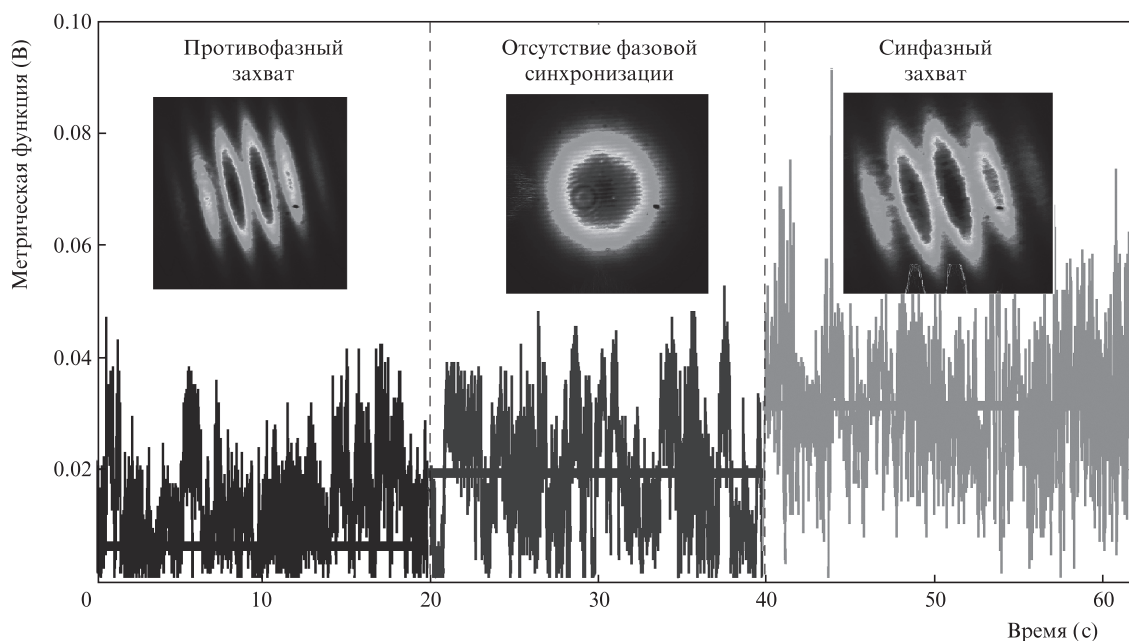 Метрическая функция (В)
0.10
0.08
0.06
0.04
0.02
Противофазный
захват
Отсутствие фазовой
синхронизации
Синфазный
захват
0
10
20
30
40
50
60
Время (с)